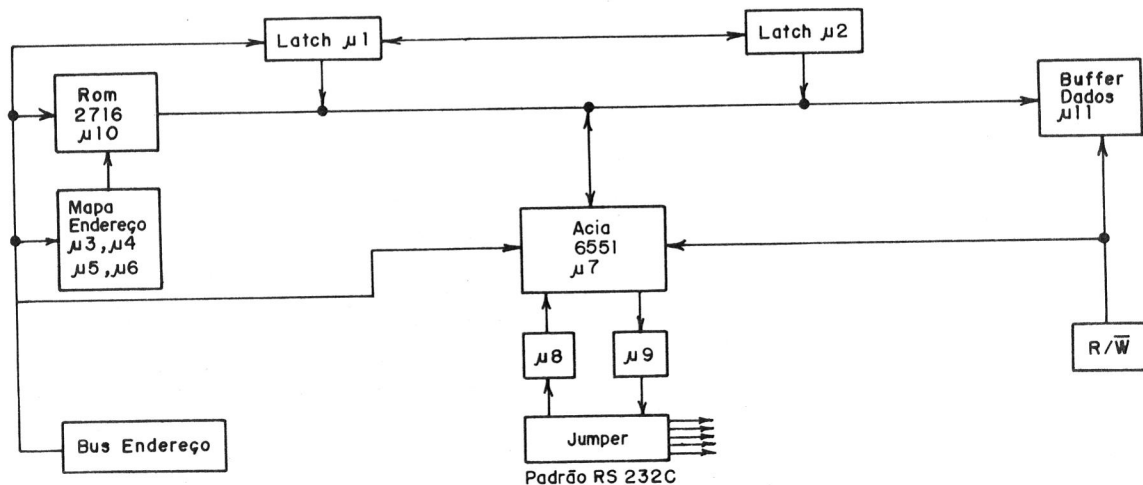 Latch μ1
Latch μ2
Rom
2716
μ10
Buffer
Dados
μ11
Mapa
Endereço
μ3,μ4
μ5,μ6
Acia
6551
μ7
μ8
μ9
R/W̅
Bus Endereço
Jumper
Padrão RS 232C